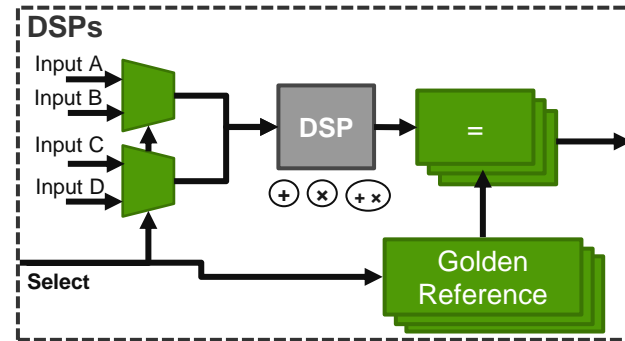 DSPs
Input A
Input B
Input C
Input D
DSP
=
+
×
+ ×
Select
Golden
Reference